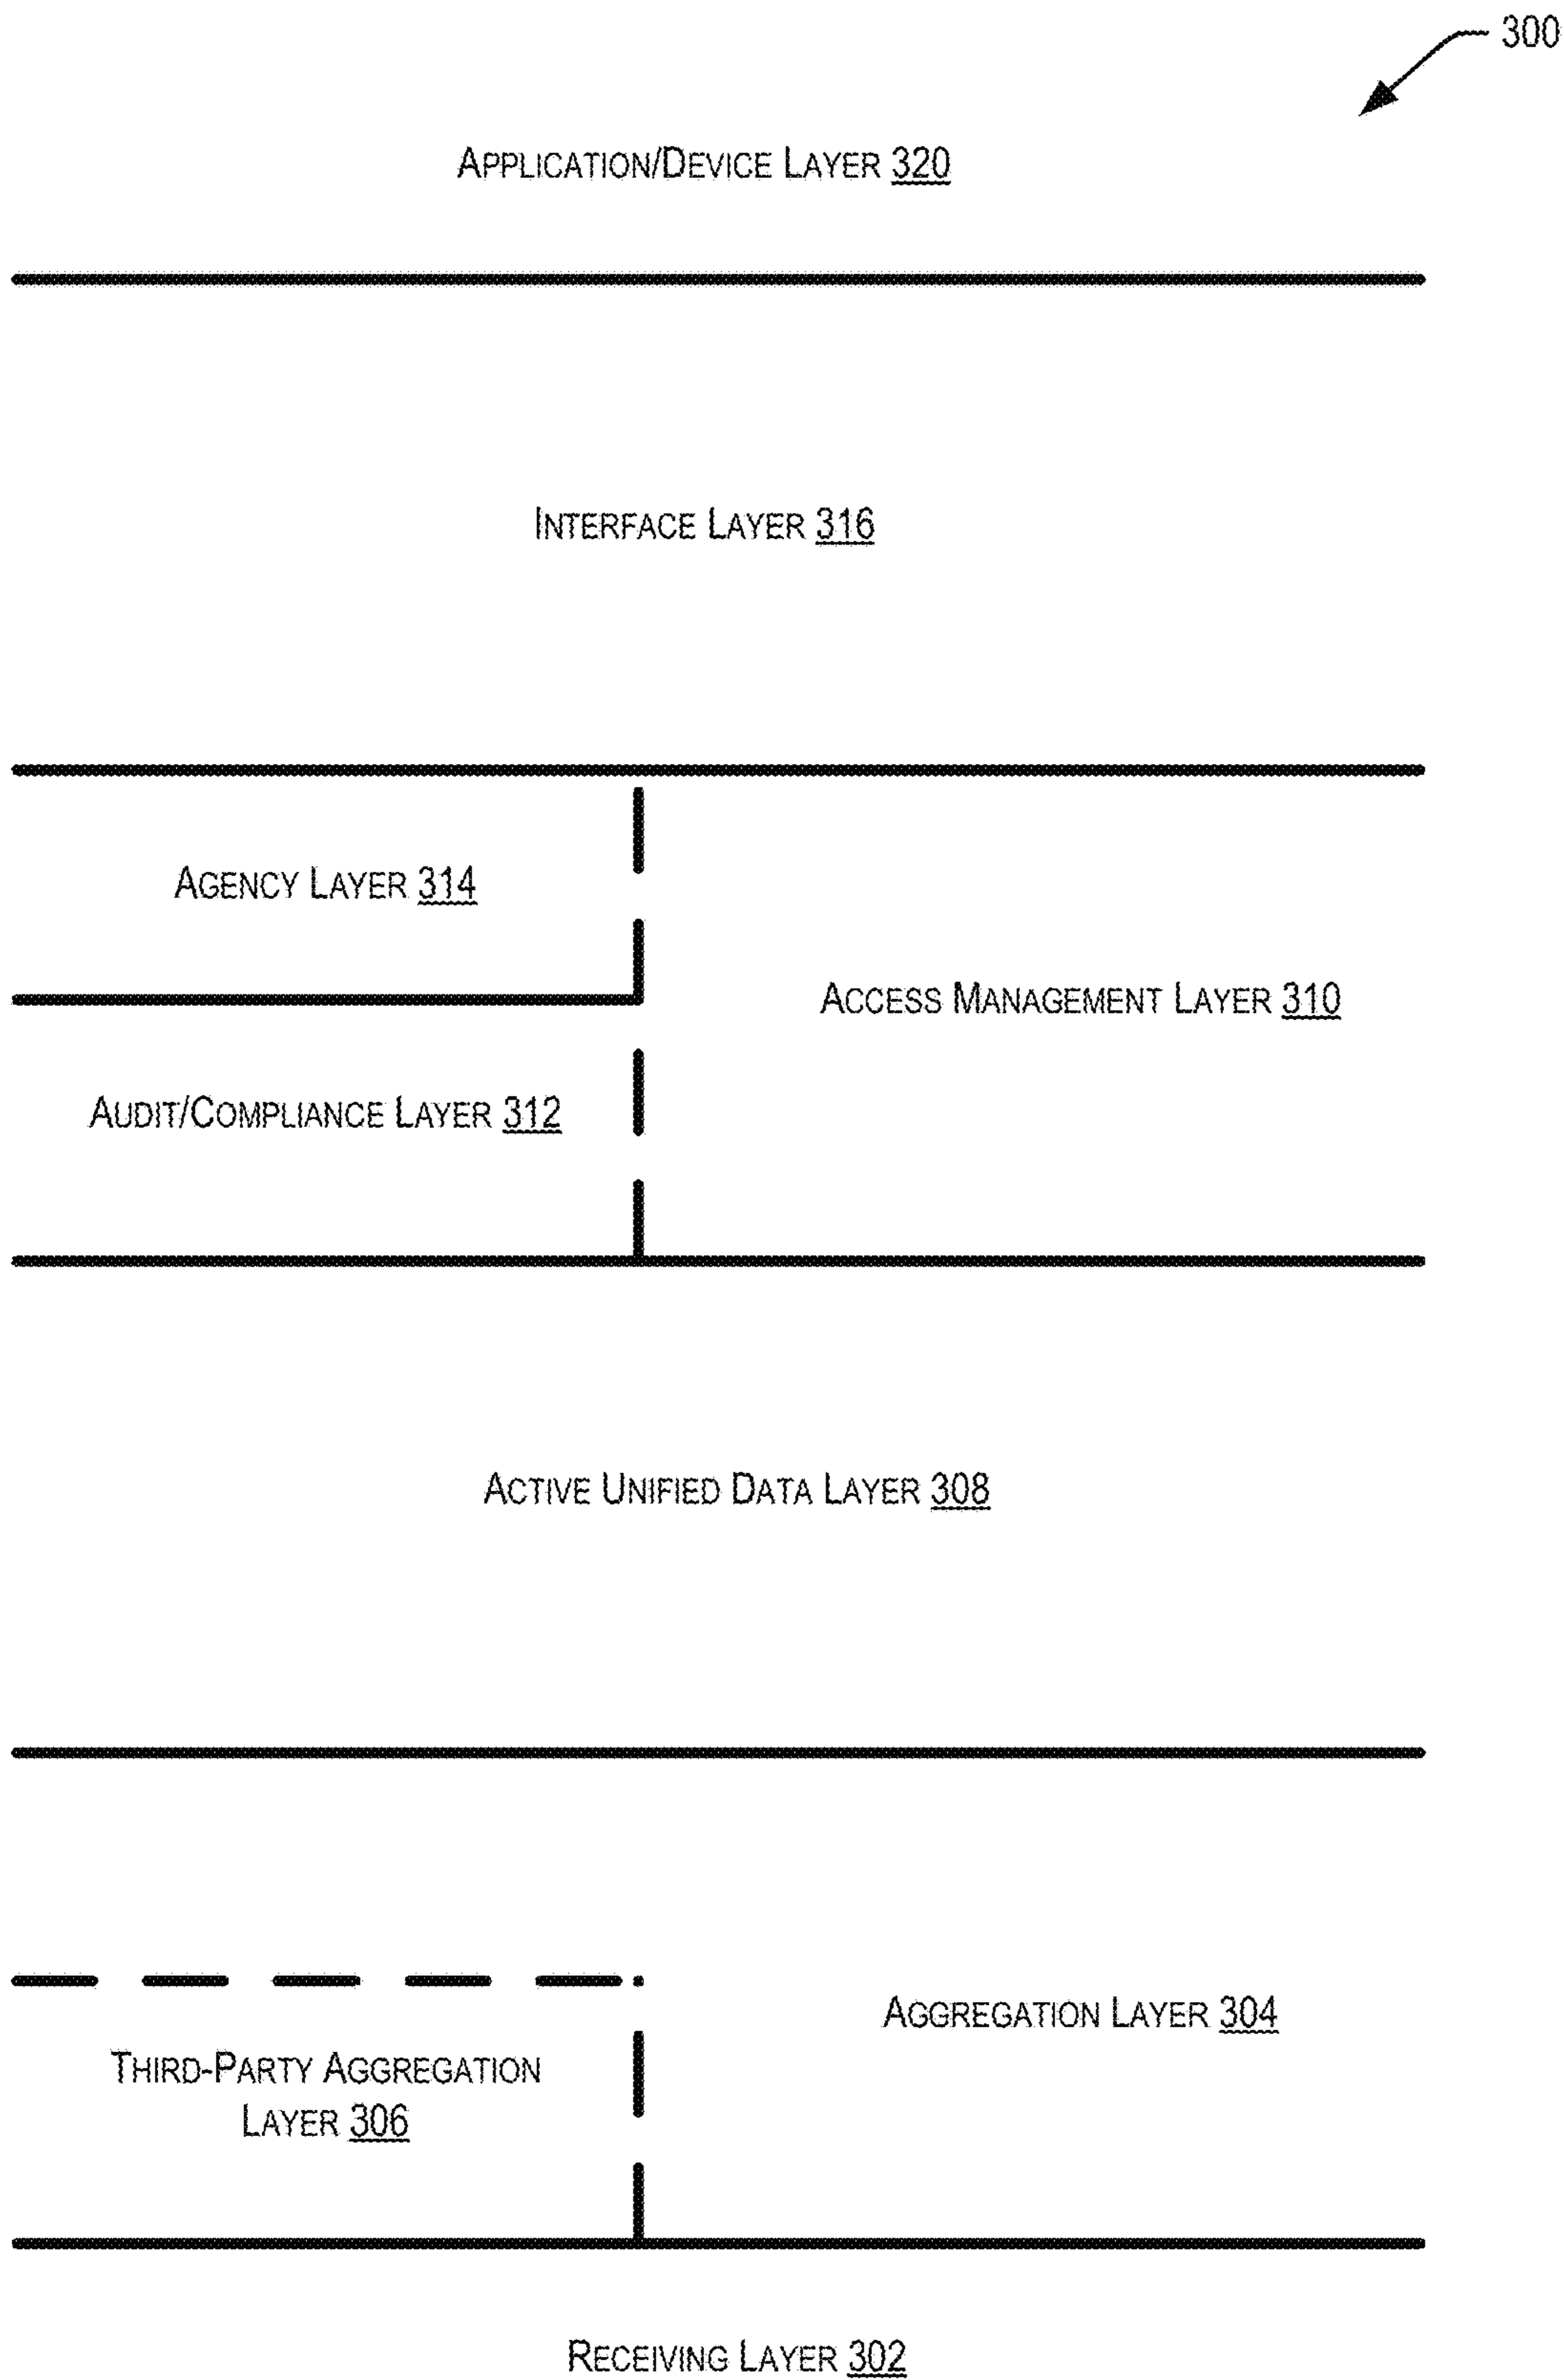 300
APPLICATION/DEVICE LAYER 320
INTERFACE LAYER 316
AGENCY LAYER 314
ACCESS MANAGEMENT LAYER 310
AUDIT/COMPLIANCE LAYER 312
ACTIVE UNIFIED DATA LAYER 308
AGGREGATION LAYER 304
THIRD-PARTY AGGREGATION
LAYER 306
RECEIVING LAYER 302